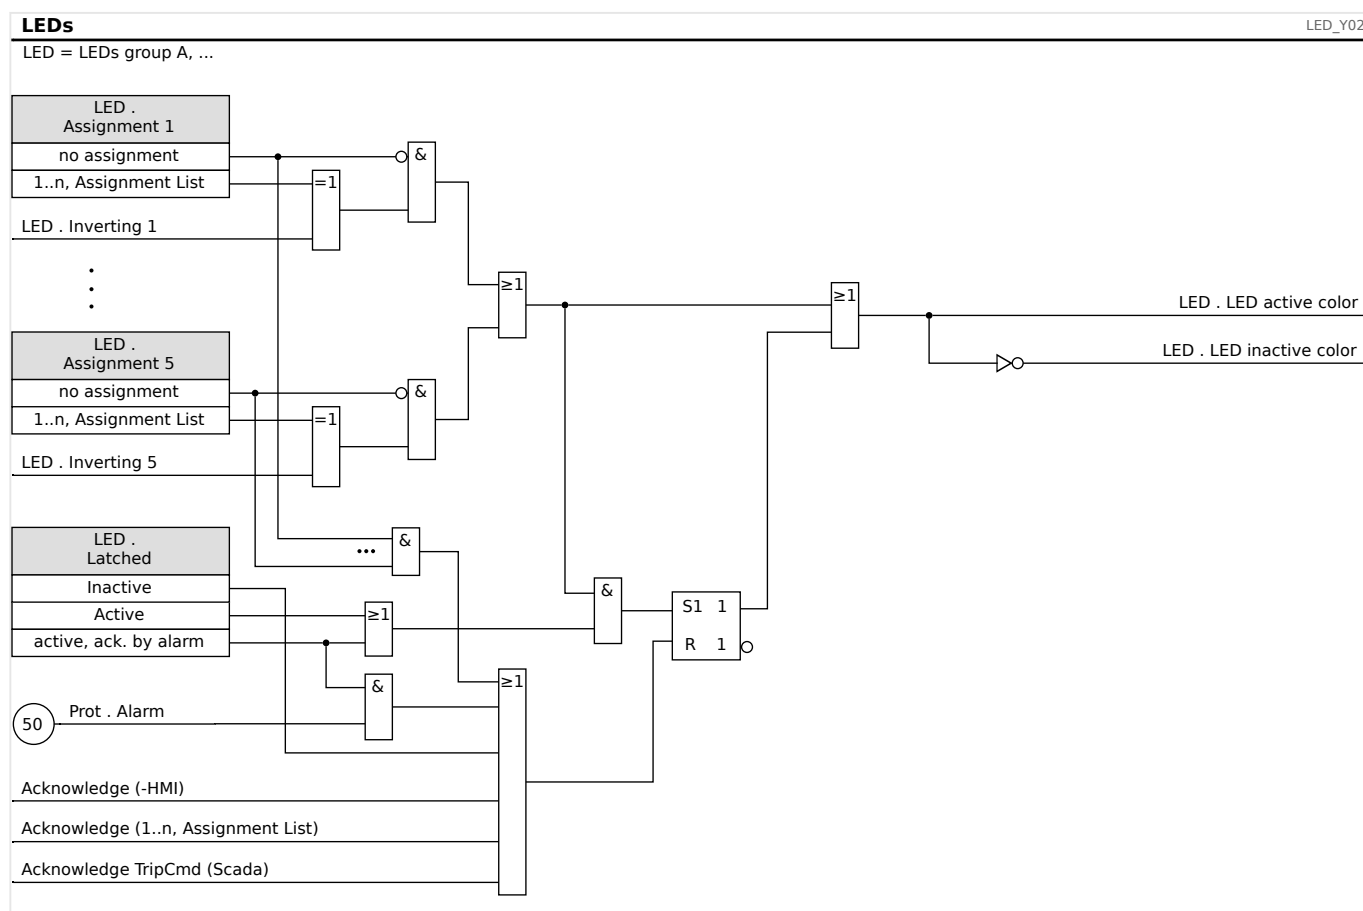 LEDs
LED_Y02
LED = LEDs group A, ...
LED .
Assignment 1
no assignment
&
1..n, Assignment List
=1
LED . Inverting 1
≥1
≥1
LED . LED active color
LED .
Assignment 5
LED . LED inactive color
no assignment
&
1..n, Assignment List
=1
LED . Inverting 5
LED .
Latched
...
&
Inactive
&
Active
≥1
S1 1
active, ack. by alarm
R 1
&
≥1
50
Prot . Alarm
Acknowledge (-HMI)
Acknowledge (1..n, Assignment List)
Acknowledge TripCmd (Scada)